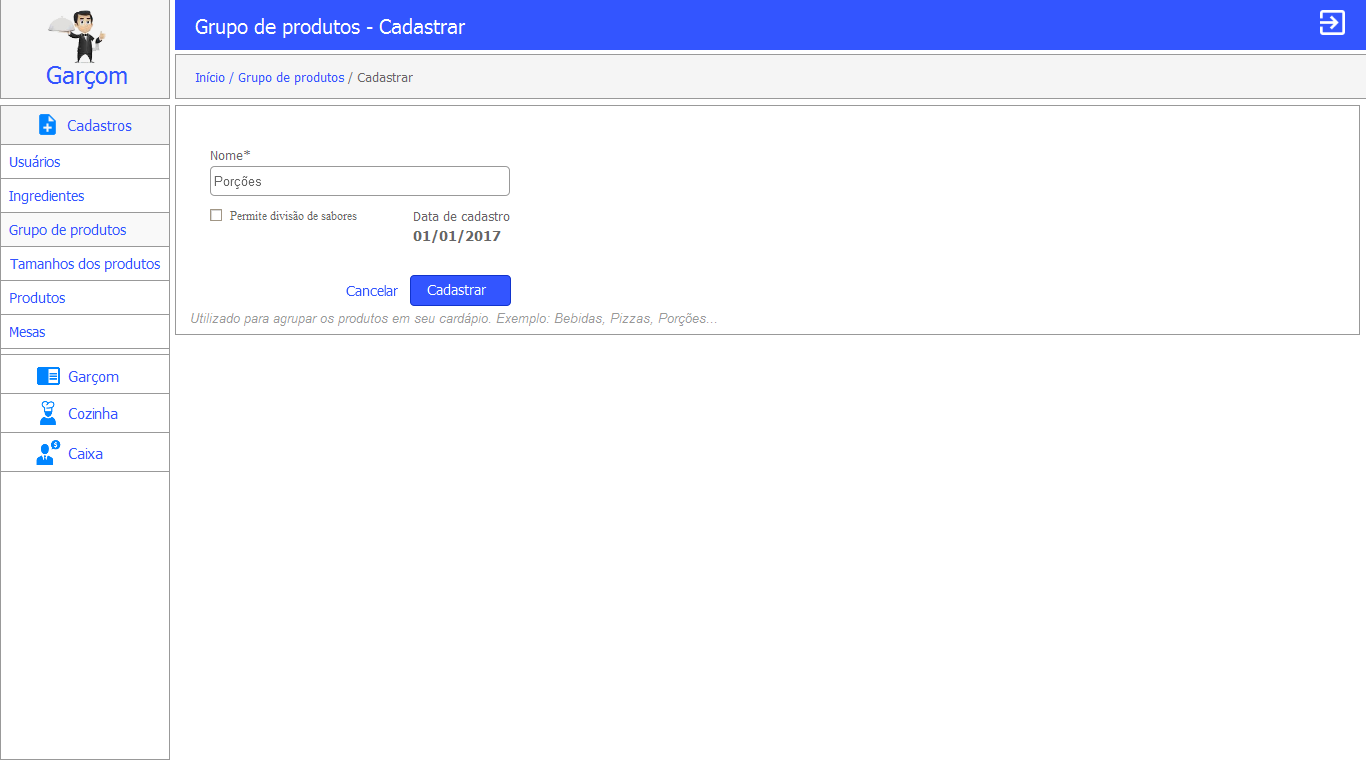 Garçom
Grupo de produtos - Cadastrar
Início / Grupo de produtos / Cadastrar
Cadastros
Usuários
Ingredientes
Grupo de produtos
Tamanhos dos produtos
Produtos
Mesas
Garçom
Cozinha
Caixa
Nome*
Porções
Permite divisão de sabores
Data de cadastro
01/01/2017
Cancelar
Cadastrar
Utilizado para agrupar os produtos em seu cardápio. Exemplo: Bebidas, Pizzas, Porções...